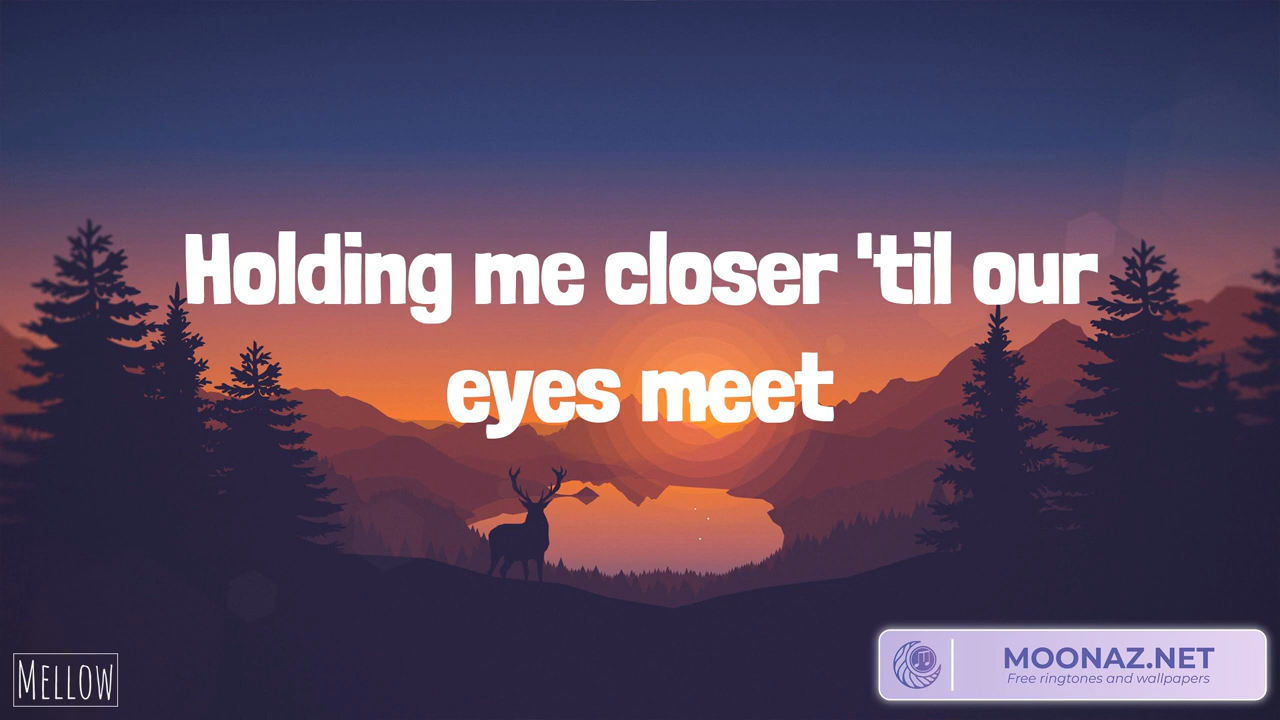 Holding me closer 'til our
eyes meet
MELLOW
MOONAZ.NET
Free ringtones and wallpapers